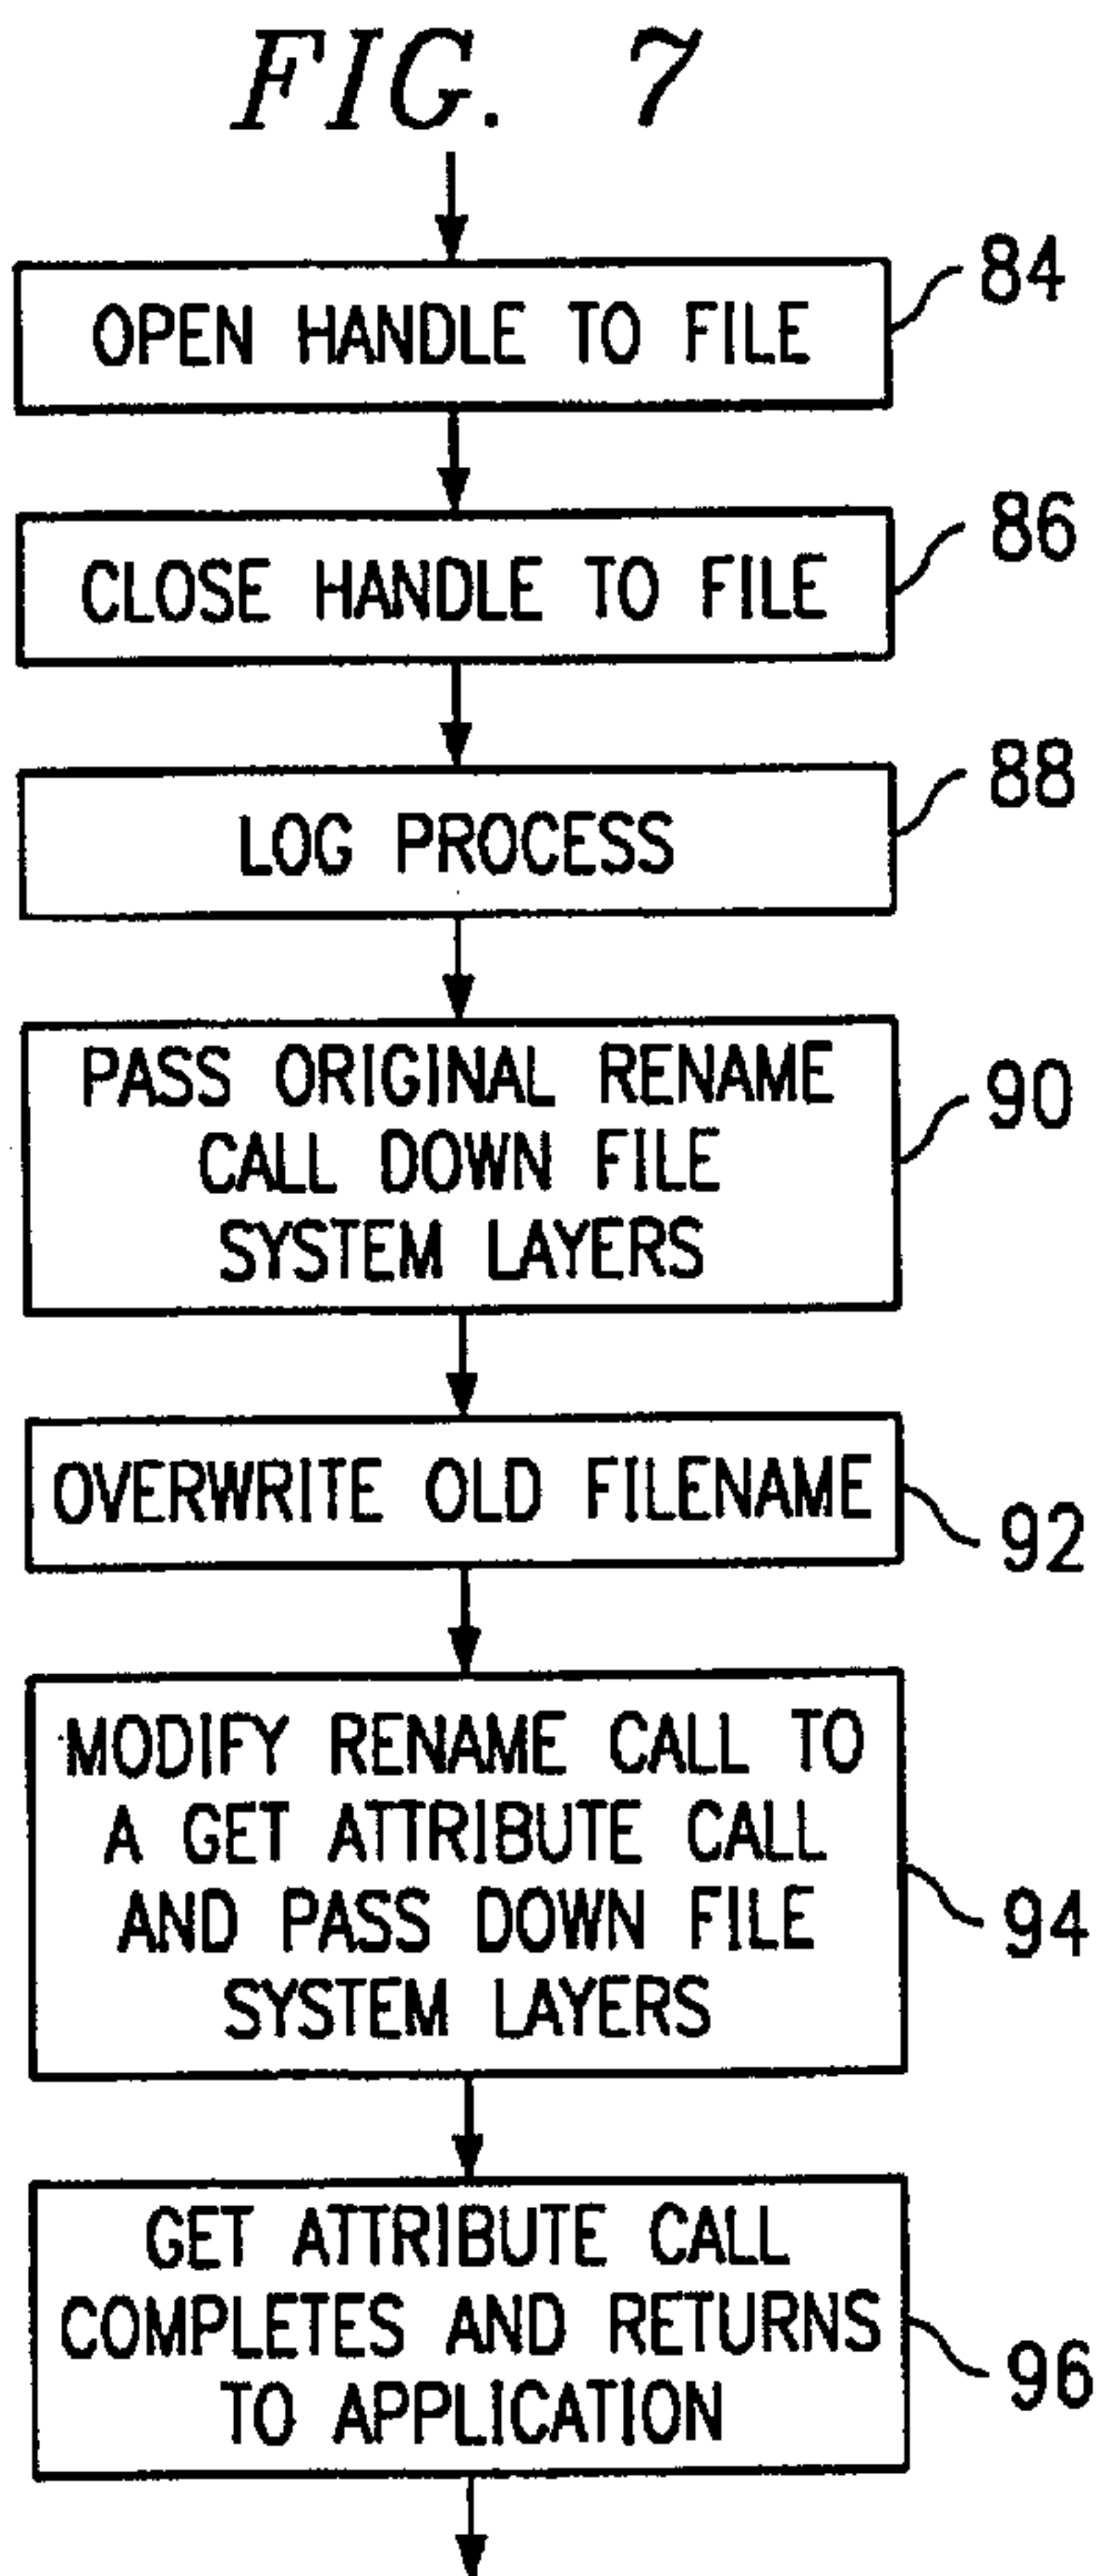 FIG. 7
OPEN HANDLE TO FILE
84
CLOSE HANDLE TO FILE
86
LOG PROCESS
88
PASS ORIGINAL RENAME
CALL DOWN FILE
SYSTEM LAYERS
90
OVERWRITE OLD FILENAME
92
MODIFY RENAME CALL TO
A GET ATTRIBUTE CALL
AND PASS DOWN FILE
SYSTEM LAYERS
94
GET ATTRIBUTE CALL
COMPLETES AND RETURNS
TO APPLICATION
96